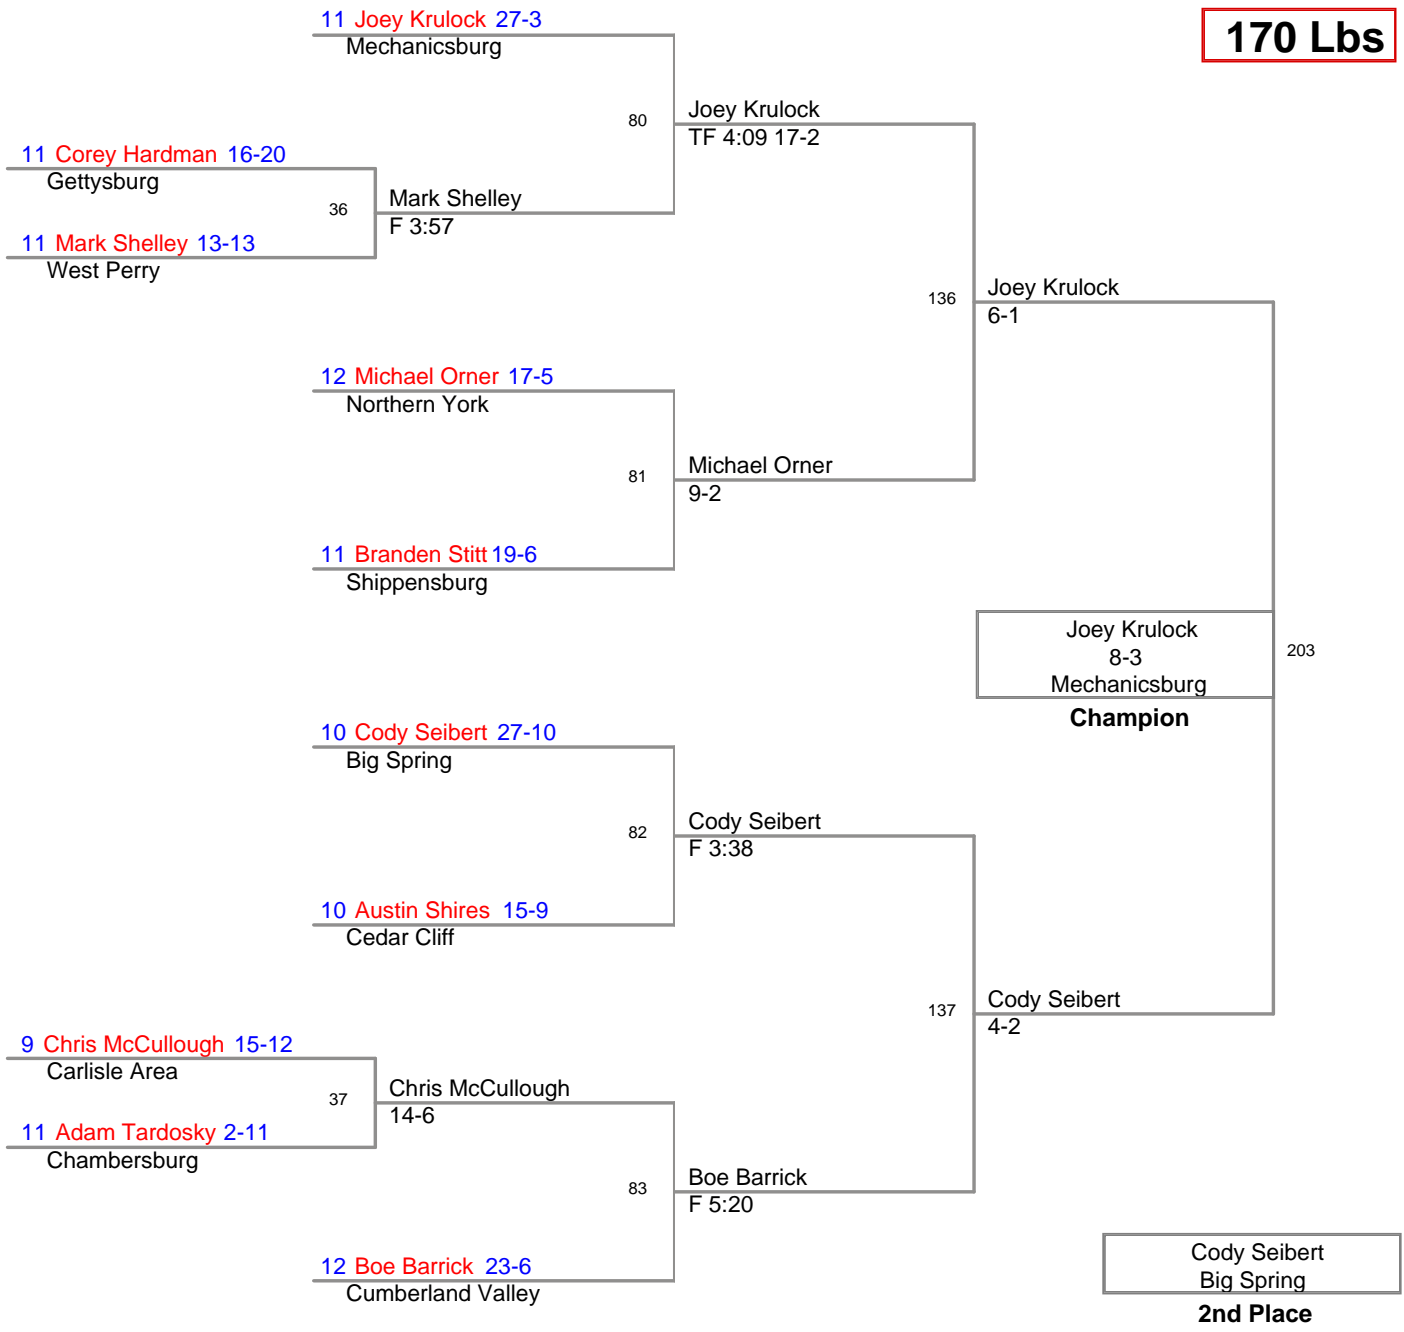 11 Joey Krulock 27-3
Mechanicsburg
170 Lbs
80
Joey Krulock
TF 4:09 17-2
11 Corey Hardman 16-20
Gettysburg
36
Mark Shelley
F 3:57
11 Mark Shelley 13-13
West Perry
136
Joey Krulock
6-1
12 Michael Orner 17-5
Northern York
81
Michael Orner
9-2
11 Branden Stitt 19-6
Shippensburg
Joey Krulock
8-3
Mechanicsburg
203
Champion
10 Cody Seibert 27-10
Big Spring
82
Cody Seibert
F 3:38
10 Austin Shires 15-9
Cedar Cliff
137
Cody Seibert
4-2
9 Chris McCullough 15-12
Carlisle Area
37
Chris McCullough
14-6
11 Adam Tardosky 2-11
Chambersburg
83
Boe Barrick
F 5:20
12 Boe Barrick 23-6
Cumberland Valley
Cody Seibert
Big Spring
2nd Place